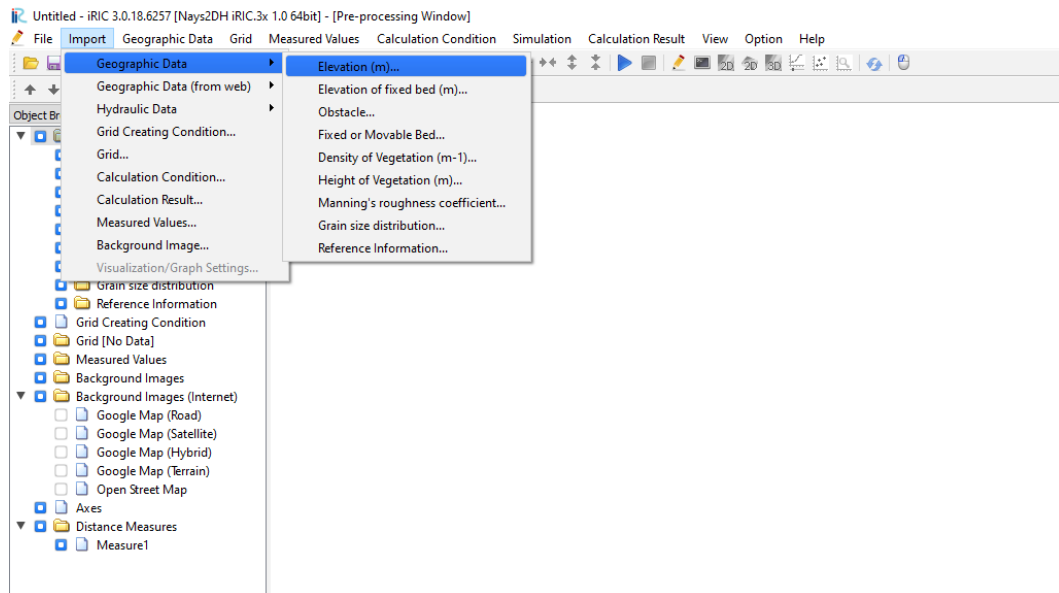 Untitled - iRIC 3.0.18.6257 [Nays2DH iRIC.3x 1.0 64bit] - [Pre-processing Window]
File Import Geographic Data Grid Measured Values Calculation Condition Simulation Calculation Result View Option Help
Geographic Data
Geographic Data (from web)
Hydraulic Data
Grid Creating Condition...
Grid...
Calculation Condition...
Calculation Result...
Measured Values...
Background Image...
Visualization/Graph Settings...
Elevation (m)...
Elevation of fixed bed (m)...
Obstacle...
Fixed or Movable Bed...
Density of Vegetation (m-1)...
Height of Vegetation (m)...
Manning's roughness coefficient...
Grain size distribution...
Reference Information...
2D 2D 3D
Object Br
Grain size distribution
Reference Information
Grid Creating Condition
Grid [No Data]
Measured Values
Background Images
Background Images (Internet)
Google Map (Road)
Google Map (Satellite)
Google Map (Hybrid)
Google Map (Terrain)
Open Street Map
Axes
Distance Measures
Measure1